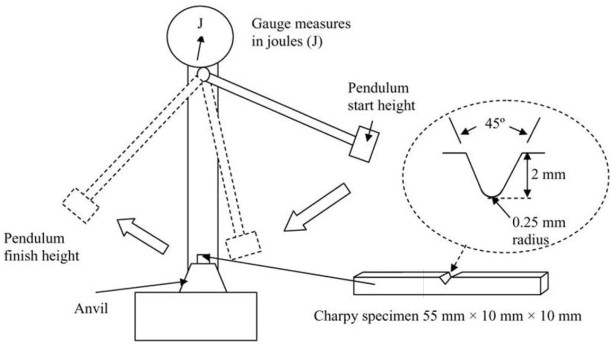 J
Gauge measures
in joules (J)
Pendulum
start height
45°
2 mm
0.25 mm
radius
Pendulum
finish height
Anvil
Charpy specimen 55 mm × 10 mm × 10 mm